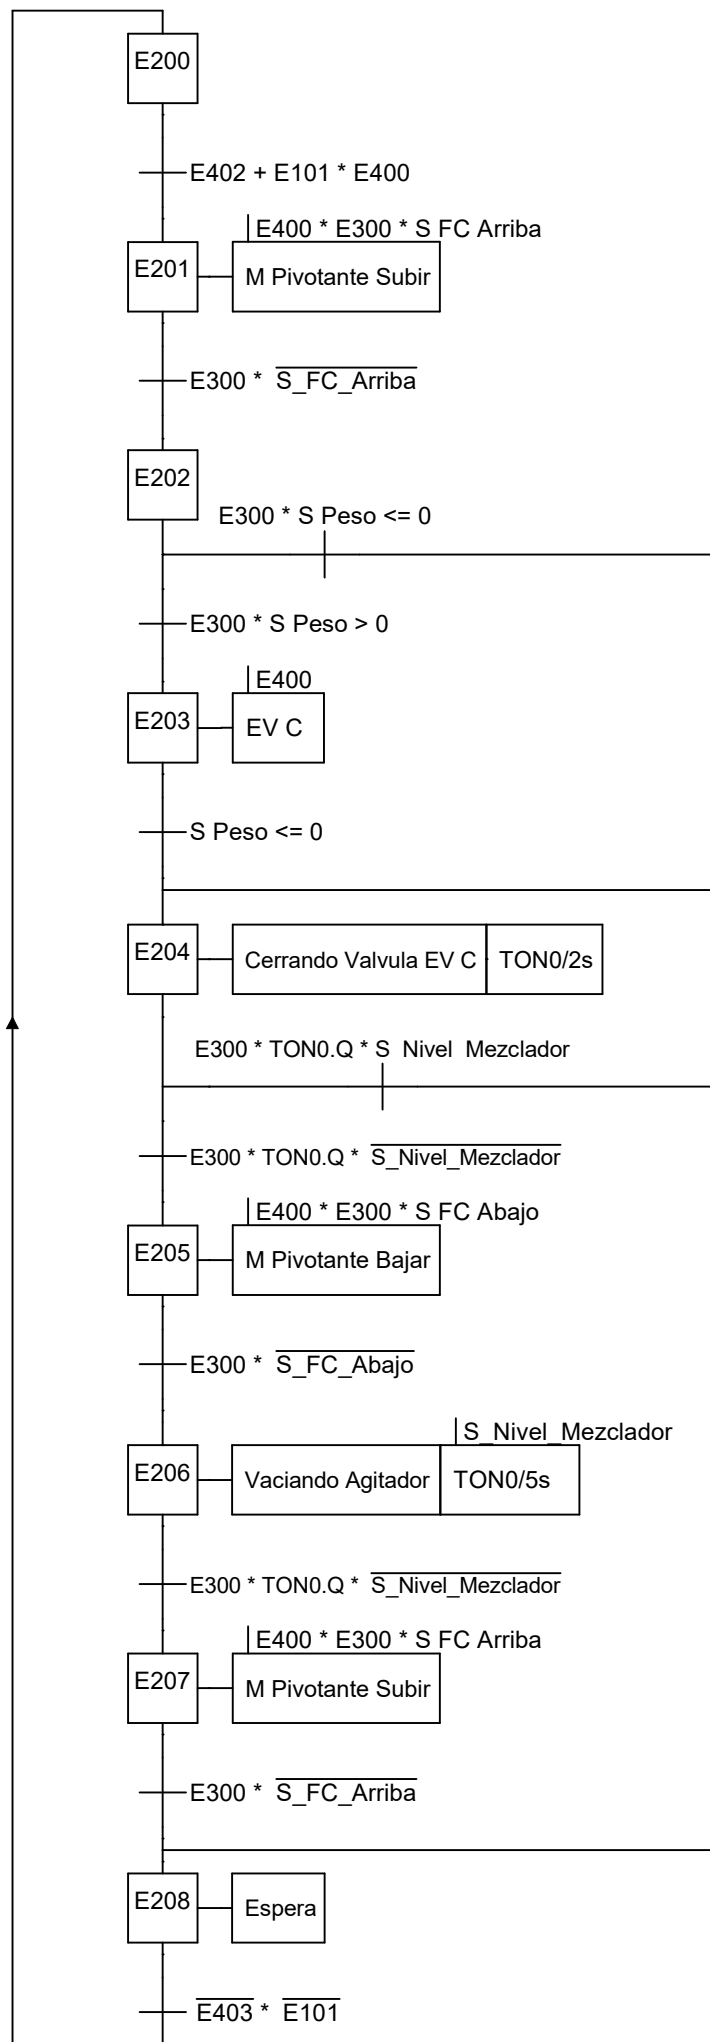 E200
E402 + E101 * E400
E400 * E300 * S FC Arriba
E201
M Pivotante Subir
E300 * S_FC_Arriba
E202
E300 * S Peso <= 0
E300 * S Peso > 0
E400
E203
EV C
S Peso <= 0
E204
Cerrando Valvula EV C
TON0/2s
E300 * TON0.Q * S Nivel Mezclador
E300 * TON0.Q * S_Nivel_Mezclador
E400 * E300 * S FC Abajo
E205
M Pivotante Bajar
E300 * S_FC_Abajo
S_Nivel_Mezclador
E206
Vaciando Agitador
TON0/5s
E300 * TON0.Q * S_Nivel_Mezclador
E400 * E300 * S FC Arriba
E207
M Pivotante Subir
E300 * S_FC_Arriba
E208
Espera
E403 * E101